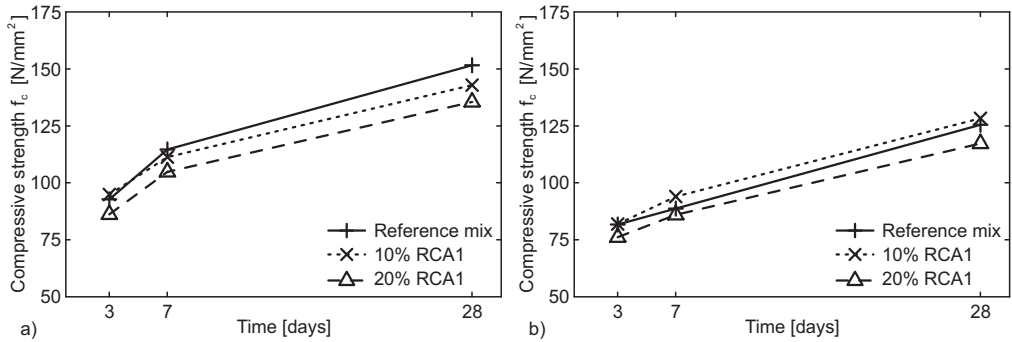 175
150
125
100
75
50
Compressive strength f_c [N/mm²]
Reference mix
10% RCA1
20% RCA1
3 7 28
Time [days]
a)
175
150
125
100
75
50
Compressive strength f_c [N/mm²]
Reference mix
10% RCA1
20% RCA1
3 7 28
Time [days]
b)